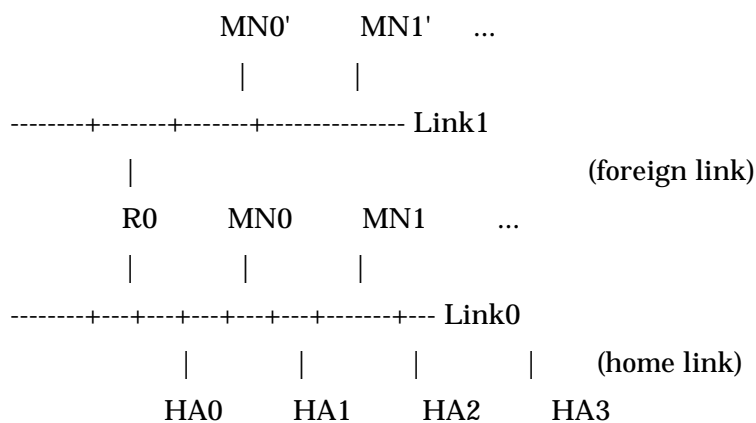 MN0' MN1' ...
| |
--------+-------+-------+--------------- Link1
| (foreign link)
R0 MN0 MN1 ...
| | |
--------+---+---+---+---+---+---+-------+--- Link0
| | | | (home link)
HA0 HA1 HA2 HA3